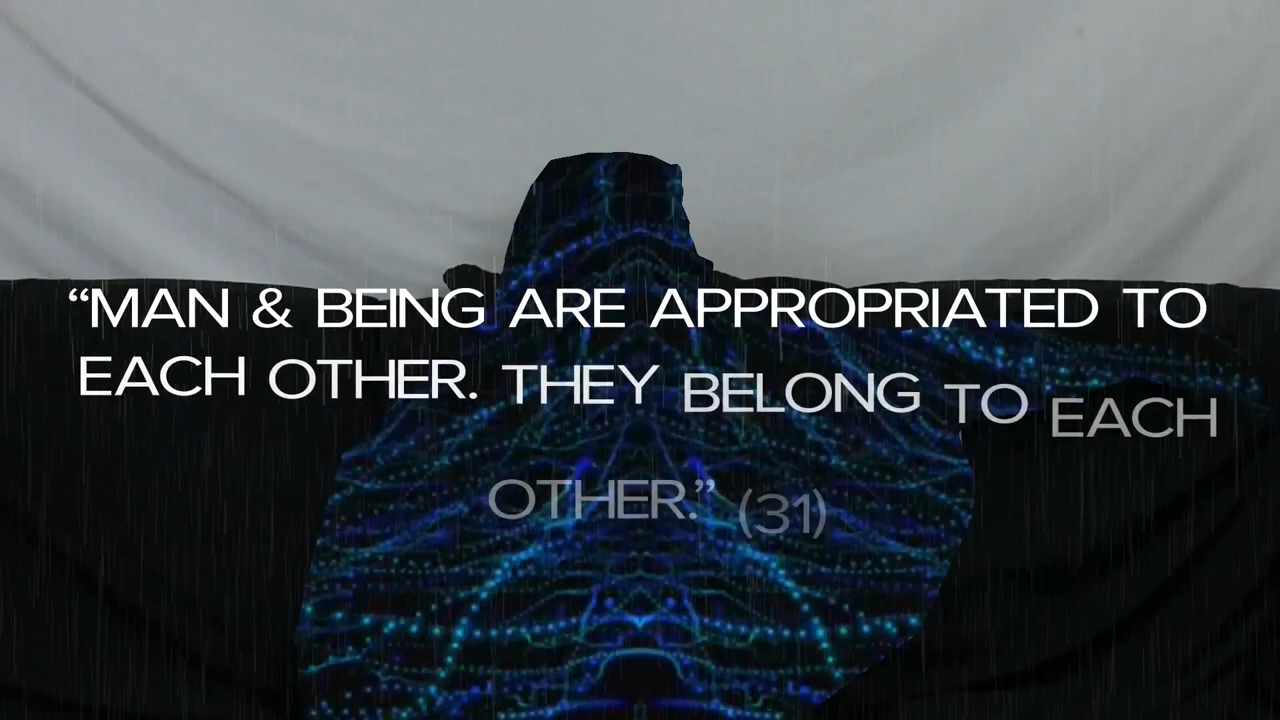 “MAN & BEING ARE APPROPRIATED TO
EACH OTHER. THEY BELONG TO EACH
OTHER.” (31)